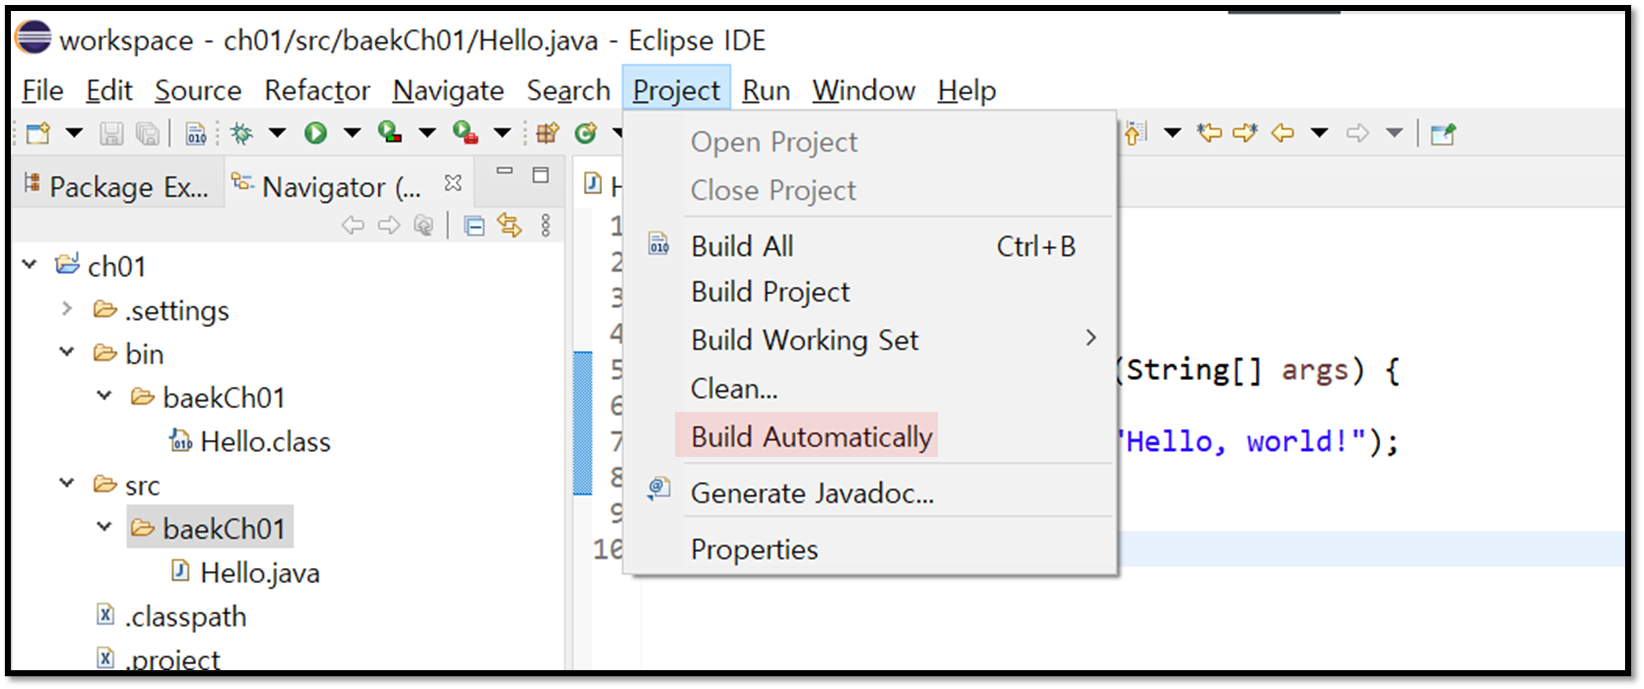 workspace - ch01/src/baekCh01/Hello.java - Eclipse IDE
File Edit Source Refactor Navigate Search Project Run Window Help
Package Ex... Navigator (...
ch01
.settings
bin
baekCh01
Hello.class
src
baekCh01
Hello.java
.classpath
.project
Open Project
Close Project
Build All Ctrl+B
Build Project
Build Working Set
Clean...
Build Automatically
Generate Javadoc...
Properties
H
1
2
3
4
5 (String[] args) {
6
7 "Hello, world!");
8
9
10